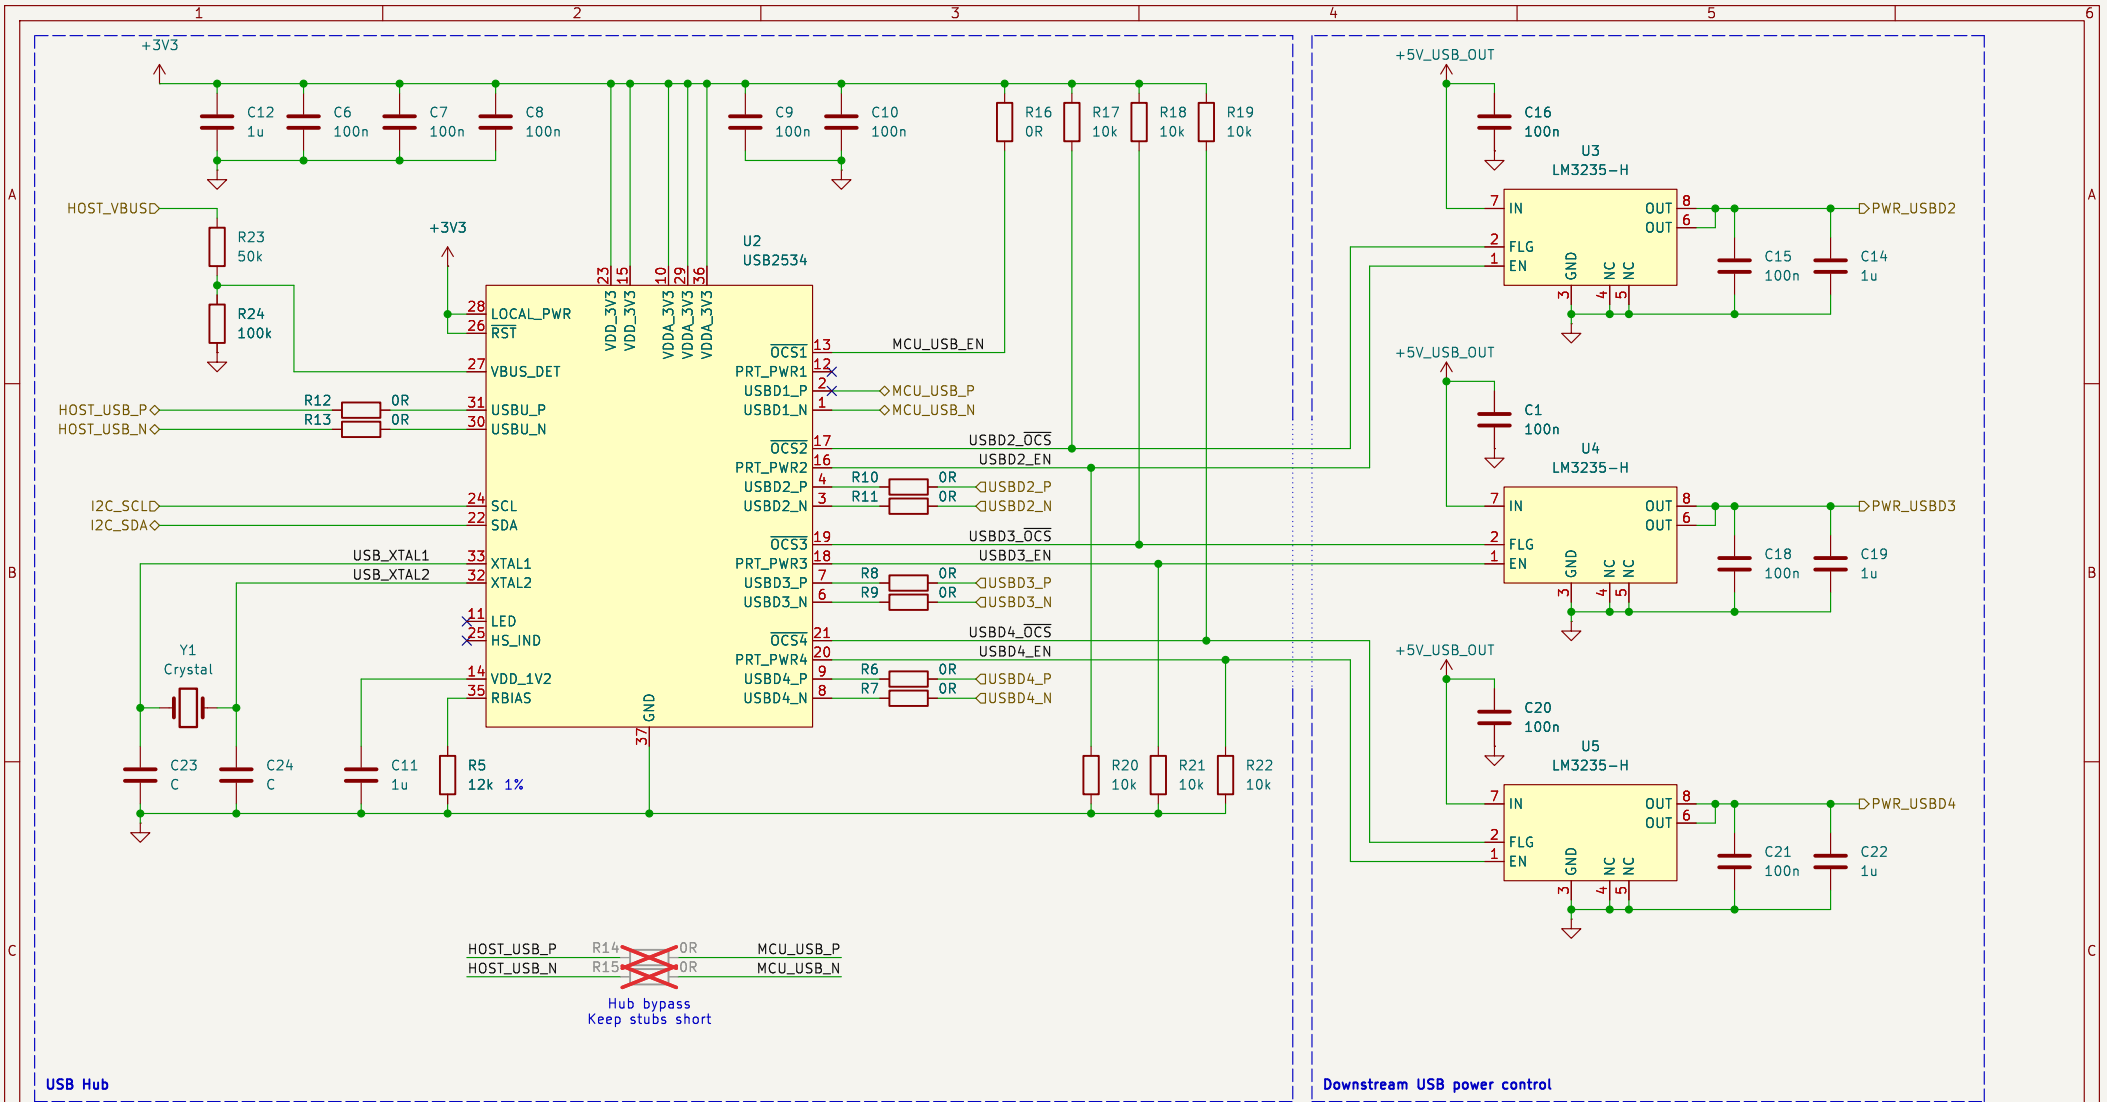 1 2 3 4 5 6
+3V3
C12 1u
C6 100n
C7 100n
C8 100n
C9 100n
C10 100n
R16 0R
R17 10k
R18 10k
R19 10k
A
HOST_VBUS
R23 50k
R24 100k
+3V3
U2
USB2534
23 15 10 29 36
VDD_3V3 VDD_3V3 VDDA_3V3 VDDA_3V3 VDDA_3V3
28 LOCAL_PWR
26 RST
27 VBUS_DET
HOST_USB_P R12 0R 31 USBU_P
HOST_USB_N R13 0R 30 USBU_N
I2C_SCL 24 SCL
I2C_SDA 22 SDA
B
USB_XTAL1 33 XTAL1
USB_XTAL2 32 XTAL2
11 LED
25 HS_IND
14 VDD_1V2
35 RBIAS
GND 37
OCS1 13 MCU_USB_EN
PRT_PWR1 12
USBD1_P 2 MCU_USB_P
USBD1_N 1 MCU_USB_N
OCS2 17 USBD2_OCS
PRT_PWR2 16 USBD2_EN
USBD2_P 4 R10 0R USBD2_P
USBD2_N 3 R11 0R USBD2_N
OCS3 19 USBD3_OCS
PRT_PWR3 18 USBD3_EN
USBD3_P 7 R8 0R USBD3_P
USBD3_N 6 R9 0R USBD3_N
OCS4 21 USBD4_OCS
PRT_PWR4 20 USBD4_EN
USBD4_P 9 R6 0R USBD4_P
USBD4_N 8 R7 0R USBD4_N
Y1
Crystal
C23 C
C24 C
C11 1u
R5 12k 1%
R20 10k
R21 10k
R22 10k
C
HOST_USB_P R14 0R MCU_USB_P
HOST_USB_N R15 0R MCU_USB_N
Hub bypass
Keep stubs short
USB Hub
+5V_USB_OUT
C16 100n
U3
LM3235-H
7 IN OUT 8 PWR_USBD2
OUT 6
2 FLG
1 EN
GND NC NC
3 4 5
C15 100n
C14 1u
A
+5V_USB_OUT
C1 100n
U4
LM3235-H
7 IN OUT 8 PWR_USBD3
OUT 6
2 FLG
1 EN
GND NC NC
3 4 5
C18 100n
C19 1u
B
+5V_USB_OUT
C20 100n
U5
LM3235-H
7 IN OUT 8 PWR_USBD4
OUT 6
2 FLG
1 EN
GND NC NC
3 4 5
C21 100n
C22 1u
C
Downstream USB power control